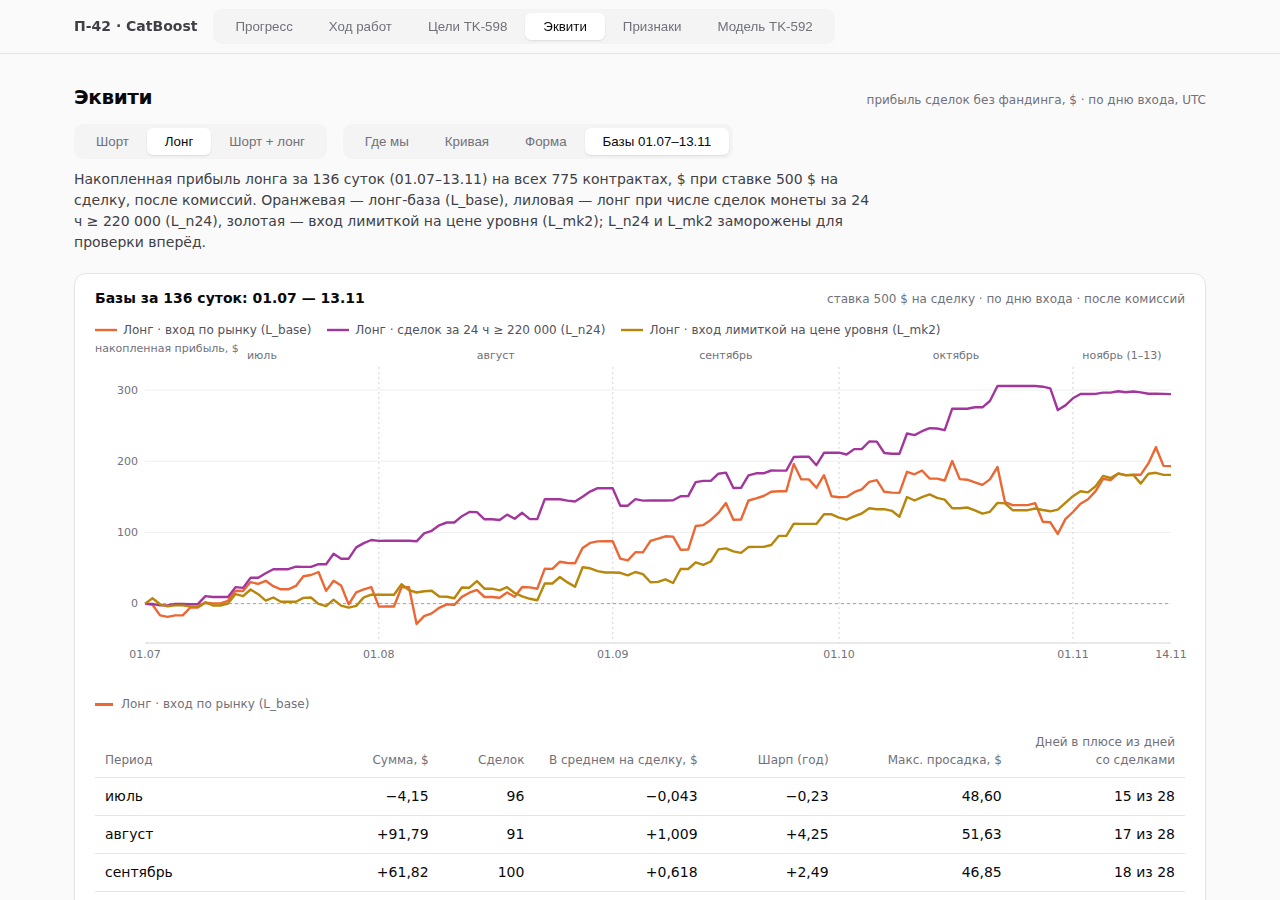 П-42 · CatBoost
Прогресс Ход работ Цели TK-598 Эквити Признаки Модель TK-592
Эквити
прибыль сделок без фандинга, $ · по дню входа, UTC
Шорт Лонг Шорт + лонг Где мы Кривая Форма Базы 01.07–13.11
Накопленная прибыль лонга за 136 суток (01.07–13.11) на всех 775 контрактах, $ при ставке 500 $ на
сделку, после комиссий. Оранжевая — лонг-база (L_base), лиловая — лонг при числе сделок монеты за 24
ч ≥ 220 000 (L_n24), золотая — вход лимиткой на цене уровня (L_mk2); L_n24 и L_mk2 заморожены для
проверки вперёд.
Базы за 136 суток: 01.07 — 13.11
ставка 500 $ на сделку · по дню входа · после комиссий
Лонг · вход по рынку (L_base) Лонг · сделок за 24 ч ≥ 220 000 (L_n24) Лонг · вход лимиткой на цене уровня (L_mk2)
накопленная прибыль, $
июль август сентябрь октябрь ноябрь (1–13)
300
200
100
0
01.07 01.08 01.09 01.10 01.11 14.11
Лонг · вход по рынку (L_base)
Период Сумма, $ Сделок В среднем на сделку, $ Шарп (год) Макс. просадка, $ Дней в плюсе из дней
со сделками
июль −4,15 96 −0,043 −0,23 48,60 15 из 28
август +91,79 91 +1,009 +4,25 51,63 17 из 28
сентябрь +61,82 100 +0,618 +2,49 46,85 18 из 28